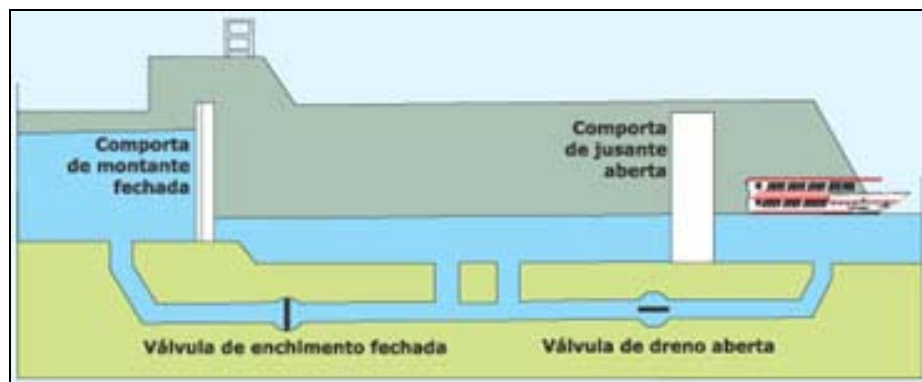 Comporta
de montante
fechada
Comporta
de jusante
aberta
Válvula de enchimento fechada
Válvula de dreno aberta